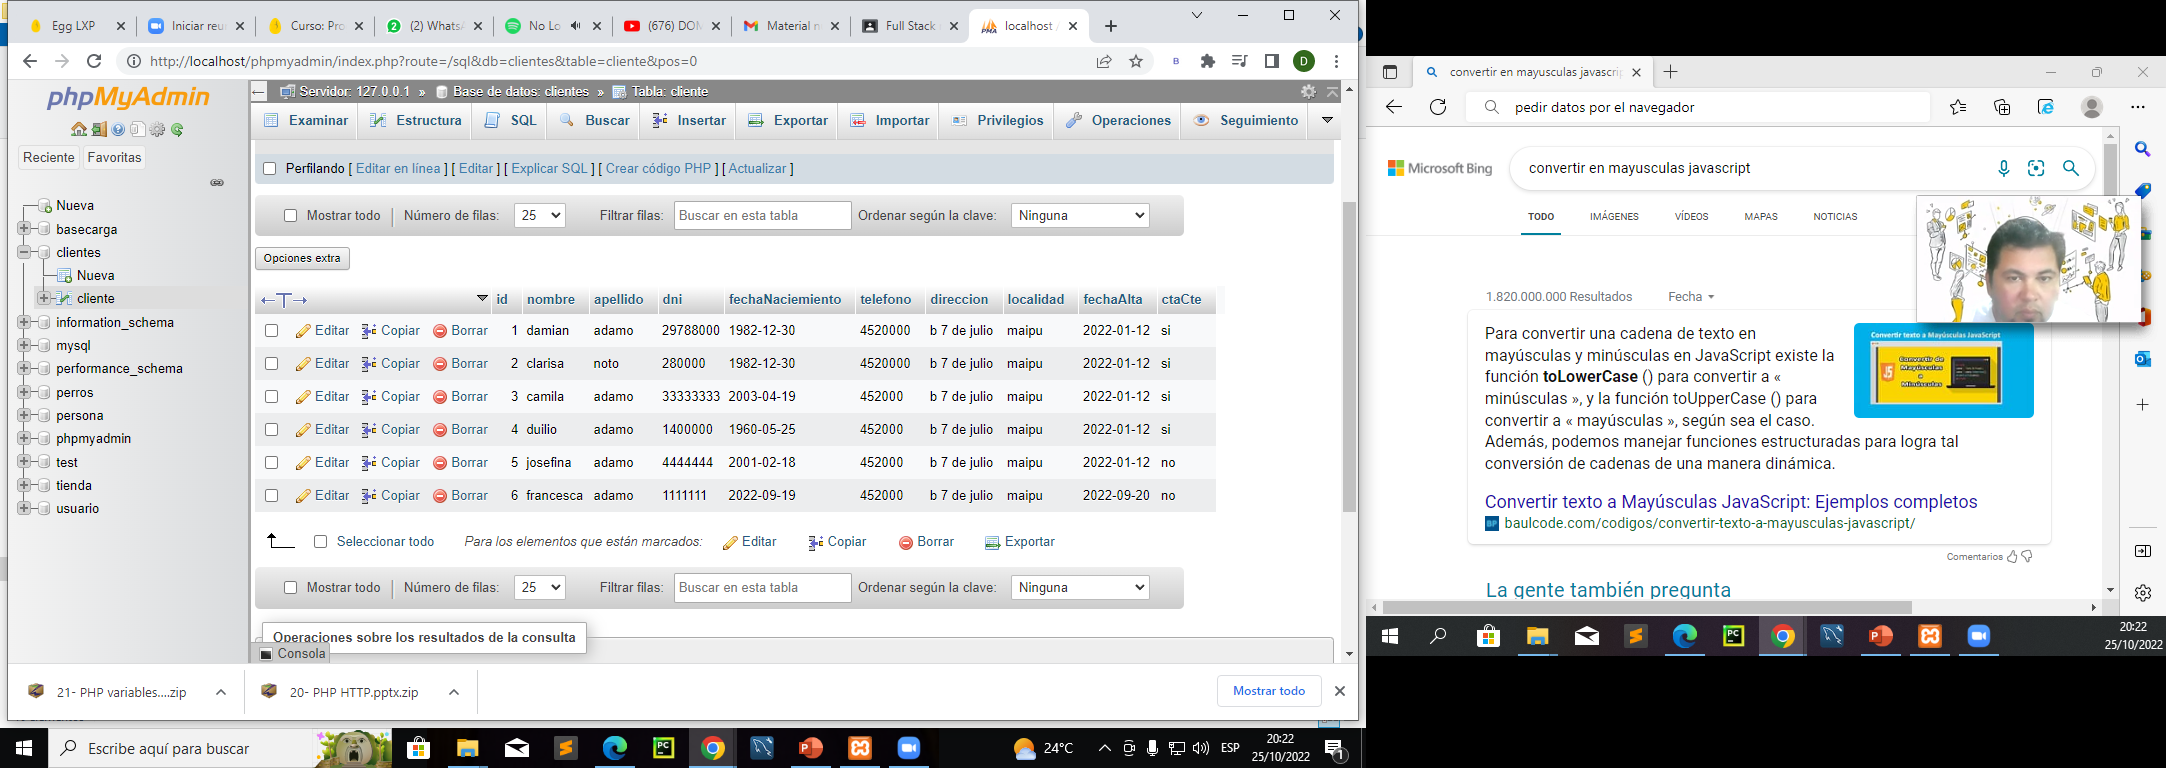 Egg LXP
Iniciar reu
Curso: Pro
(2) WhatsA
No Lo
(676) DOM
Material n
Full Stack
localhost /
http://localhost/phpmyadmin/index.php?route=/sql&db=clientes&table=cliente&pos=0
B
D
phpMyAdmin
Reciente
Favoritas
Nueva
basecarga
clientes
Nueva
cliente
information_schema
mysql
performance_schema
perros
persona
phpmyadmin
test
tienda
usuario
Servidor: 127.0.0.1 » Base de datos: clientes » Tabla: cliente
Examinar Estructura SQL Buscar Insertar Exportar Importar Privilegios Operaciones Seguimiento
Perfilando [ Editar en línea ] [ Editar ] [ Explicar SQL ] [ Crear código PHP ] [ Actualizar ]
Mostrar todo Número de filas: 25 Filtrar filas: Buscar en esta tabla Ordenar según la clave: Ninguna
Opciones extra
id nombre apellido dni fechaNaciemiento telefono direccion localidad fechaAlta ctaCte
Editar Copiar Borrar 1 damian adamo 29788000 1982-12-30 4520000 b 7 de julio maipu 2022-01-12 si
Editar Copiar Borrar 2 clarisa noto 280000 1982-12-30 4520000 b 7 de julio maipu 2022-01-12 si
Editar Copiar Borrar 3 camila adamo 33333333 2003-04-19 452000 b 7 de julio maipu 2022-01-12 si
Editar Copiar Borrar 4 duilio adamo 1400000 1960-05-25 452000 b 7 de julio maipu 2022-01-12 si
Editar Copiar Borrar 5 josefina adamo 4444444 2001-02-18 452000 b 7 de julio maipu 2022-01-12 no
Editar Copiar Borrar 6 francesca adamo 1111111 2022-09-19 452000 b 7 de julio maipu 2022-09-20 no
Seleccionar todo Para los elementos que están marcados: Editar Copiar Borrar Exportar
Mostrar todo Número de filas: 25 Filtrar filas: Buscar en esta tabla Ordenar según la clave: Ninguna
Operaciones sobre los resultados de la consulta
Consola
21- PHP variables....zip
20- PHP HTTP.pptx.zip
Mostrar todo
Escribe aquí para buscar
24°C
ESP
20:22
25/10/2022
1
convertir en mayusculas javascrip
pedir datos por el navegador
Microsoft Bing
convertir en mayusculas javascript
TODO IMÁGENES VÍDEOS MAPAS NOTICIAS
1.820.000.000 Resultados Fecha
Para convertir una cadena de texto en
mayúsculas y minúsculas en JavaScript existe la
función toLowerCase () para convertir a «
minúsculas », y la función toUpperCase () para
convertir a « mayúsculas », según sea el caso.
Además, podemos manejar funciones estructuradas para logra tal
conversión de cadenas de una manera dinámica.
Convertir texto a Mayúsculas JavaScript
Convertir de
Mayúsculas
a
Minúsculas
Convertir texto a Mayúsculas JavaScript: Ejemplos completos
BP
baulcode.com/codigos/convertir-texto-a-mayusculas-javascript/
Comentarios
La gente también pregunta
20:22
25/10/2022